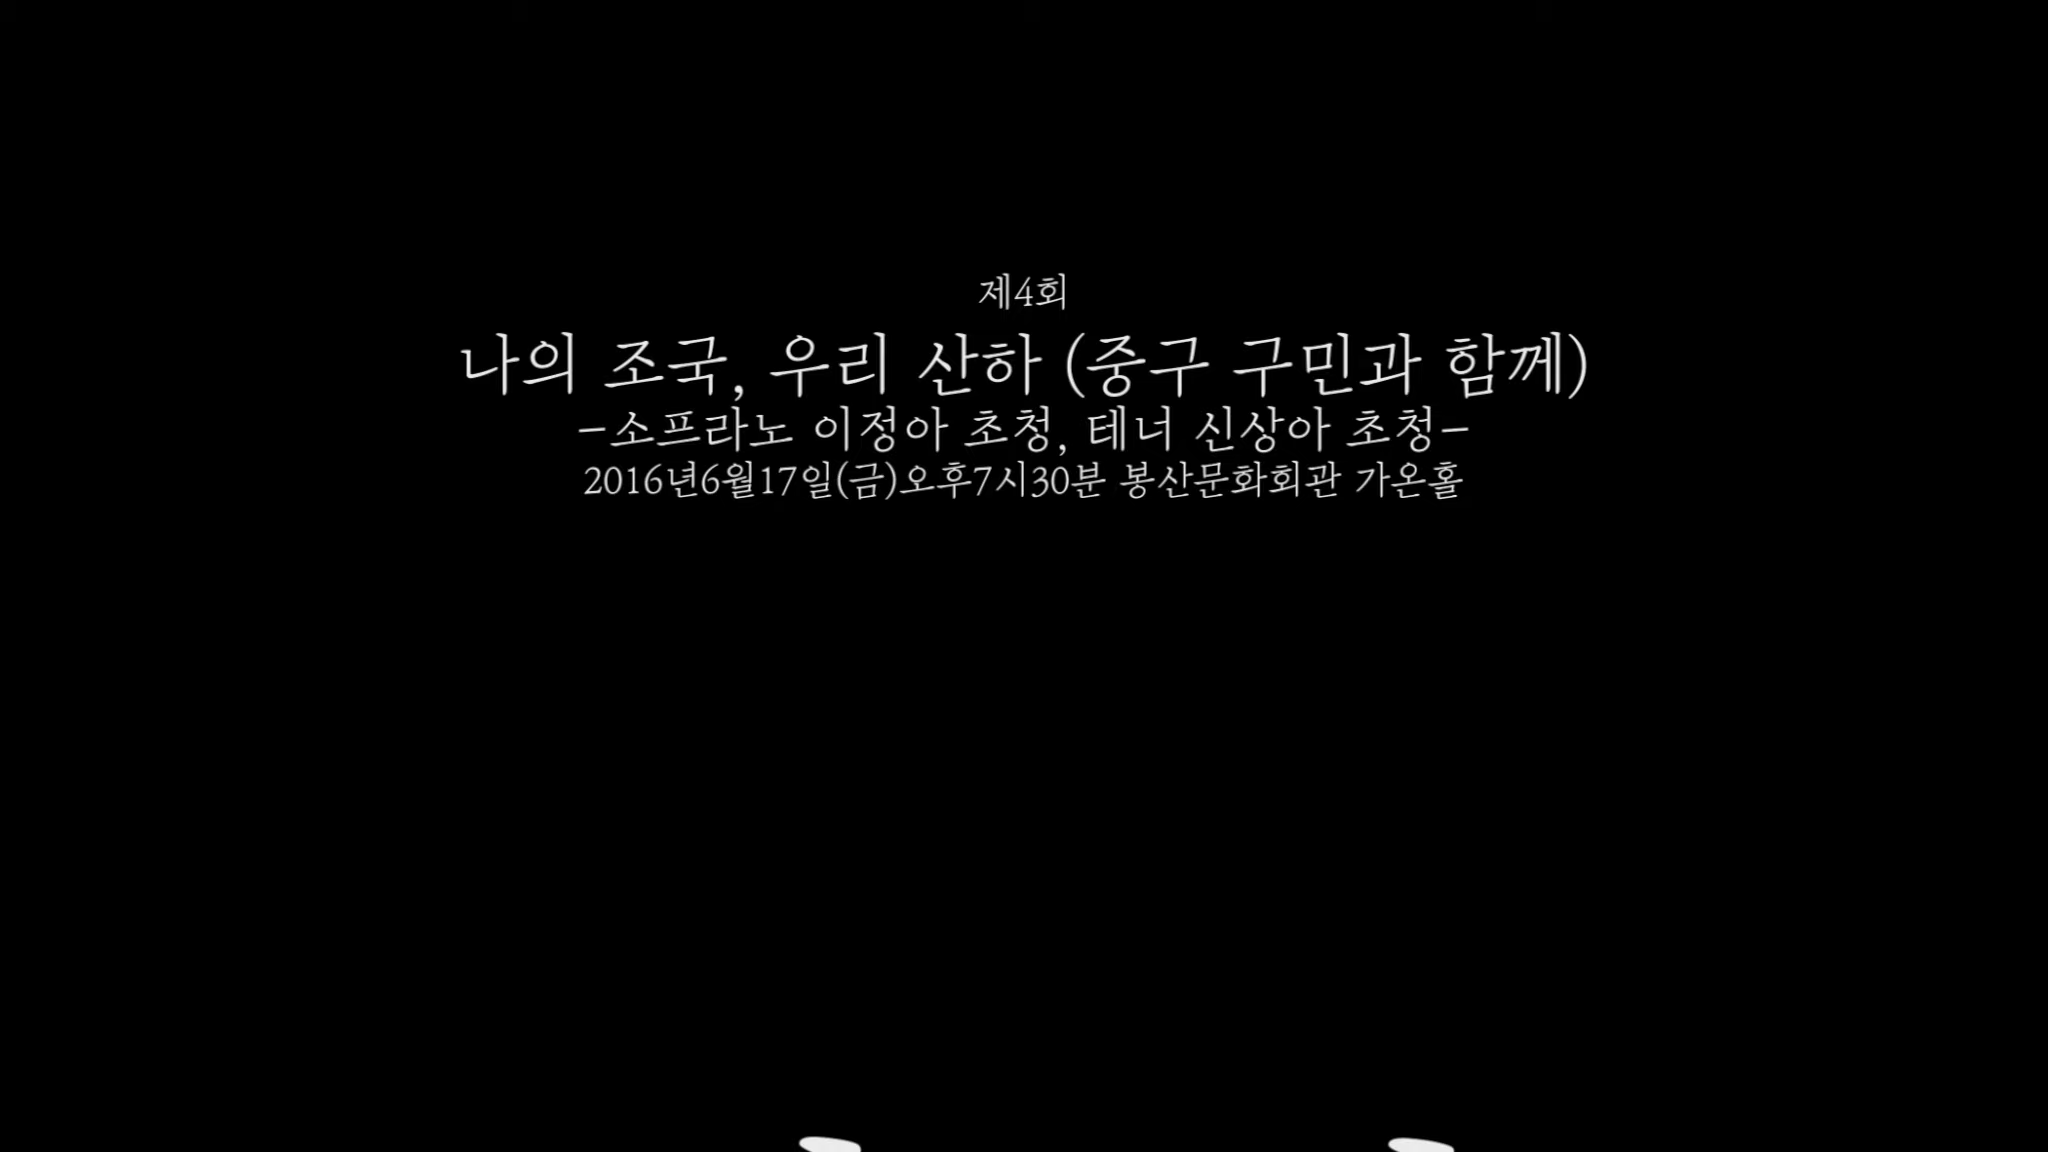 제4회
나의 조국, 우리 산하 (중구 구민과 함께)
-소프라노 이정아 초청, 테너 신상아 초청-
2016년6월17일(금)오후7시30분 봉산문화회관 가온홀